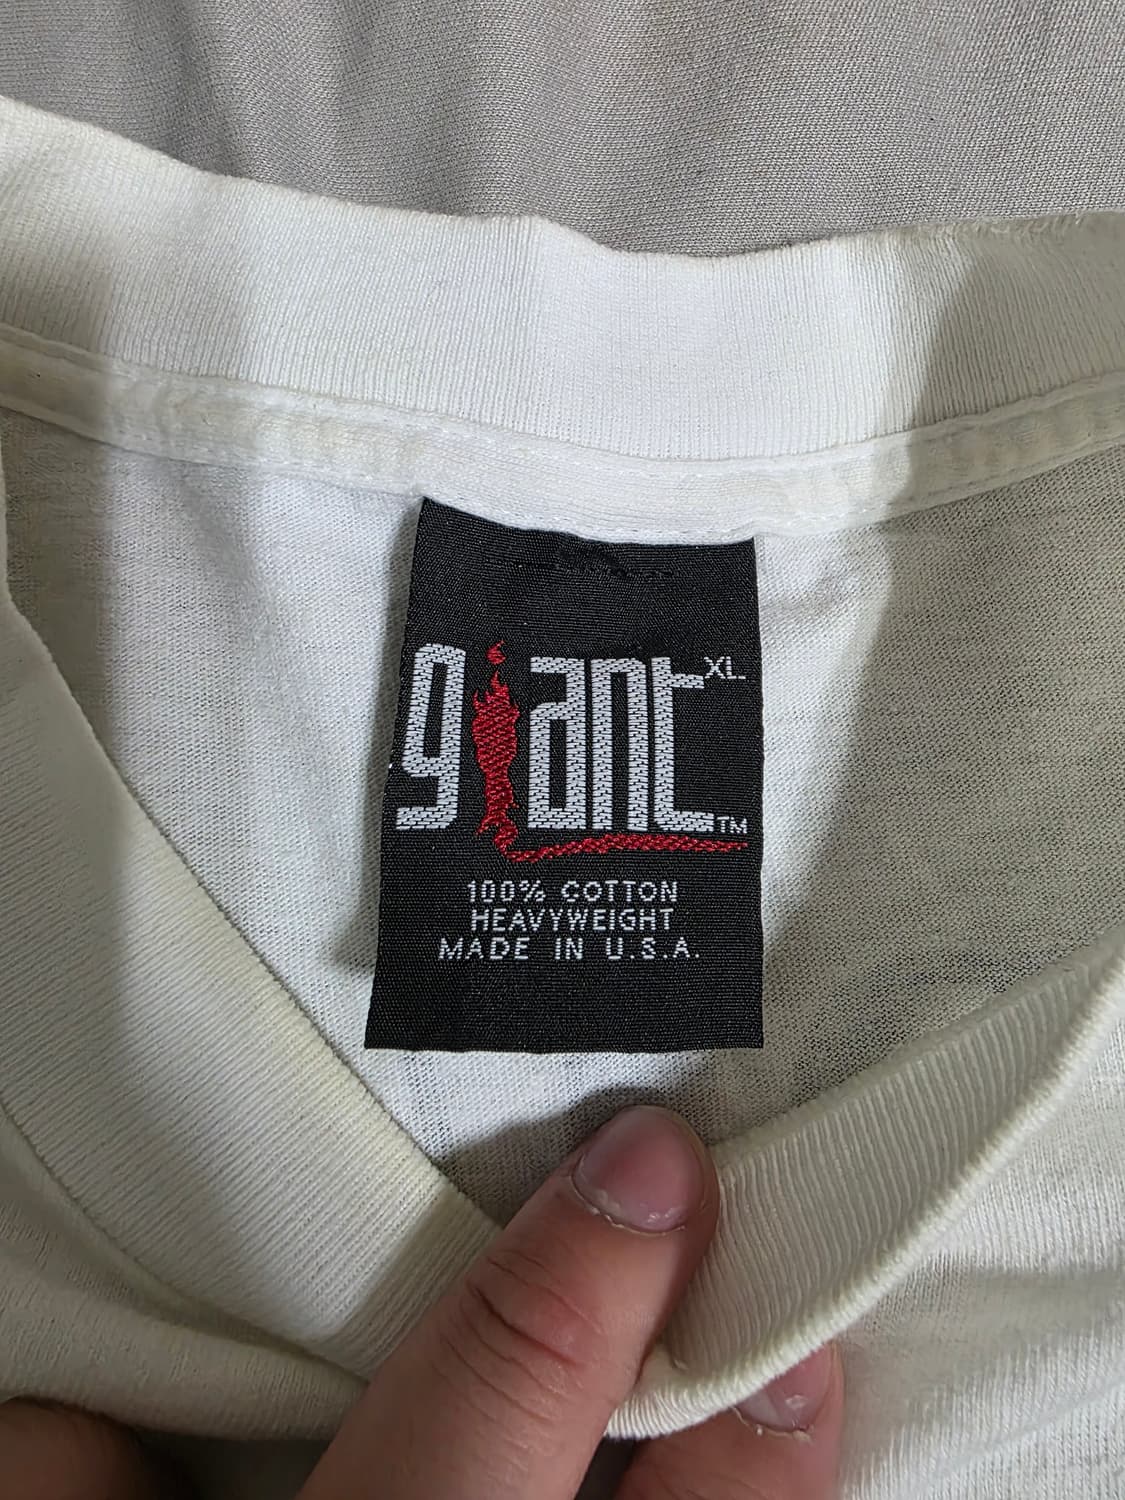 giant XL
TM
100% COTTON
HEAVYWEIGHT
MADE IN U.S.A.